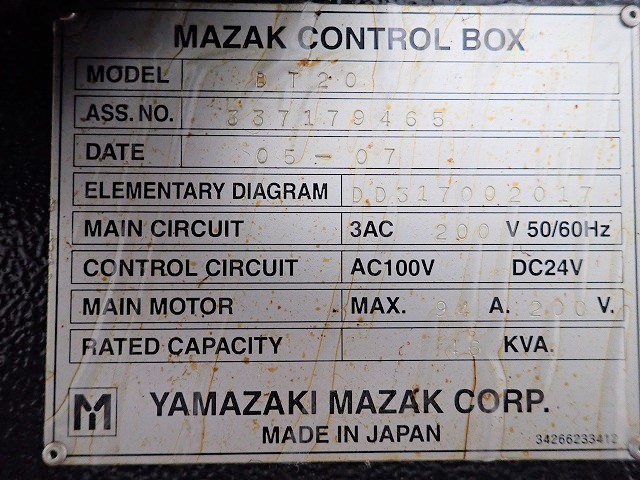 MAZAK CONTROL BOX
MODEL BT20
ASS. NO. 337179465
DATE 05-07
ELEMENTARY DIAGRAM DD317002017
MAIN CIRCUIT 3AC 200 V 50/60Hz
CONTROL CIRCUIT AC100V DC24V
MAIN MOTOR MAX. 94 A. 200 V.
RATED CAPACITY KVA.
YAMAZAKI MAZAK CORP.
MADE IN JAPAN
34266233412